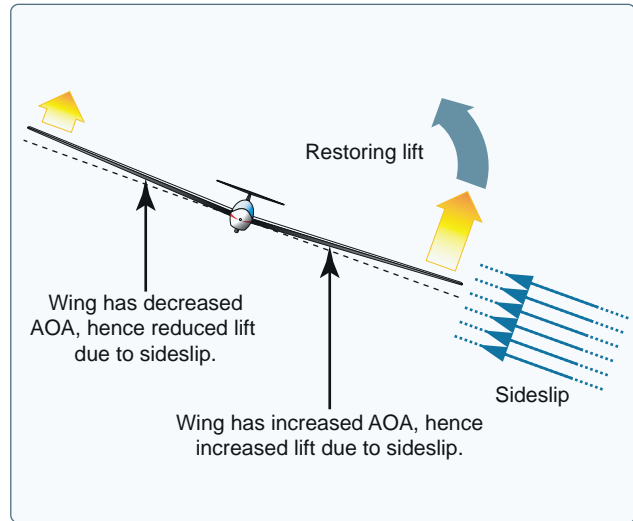 Restoring lift
Wing has decreased
AOA, hence reduced lift
due to sideslip.
Sideslip
Wing has increased AOA, hence
increased lift due to sideslip.